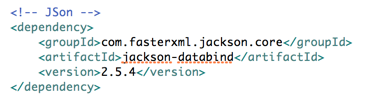 <!-- JSon -->
<dependency>
    <groupId>com.fasterxml.jackson.core</groupId>
    <artifactId>jackson-databind</artifactId>
    <version>2.5.4</version>
</dependency>